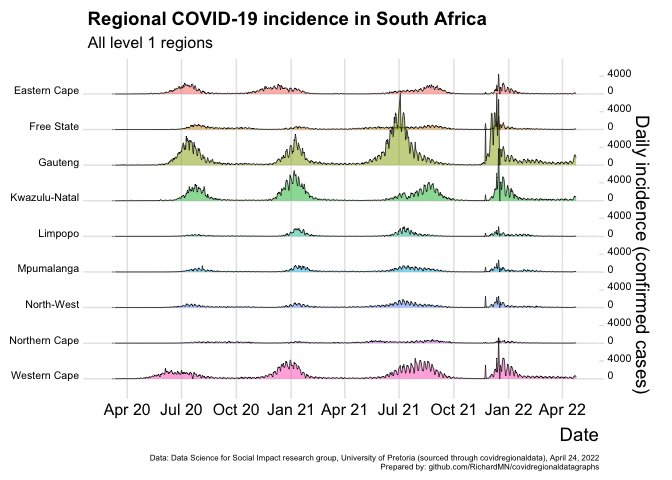 Regional COVID-19 incidence in South Africa
All level 1 regions
Eastern Cape
4000
0
Free State
4000
0
Gauteng
4000
0
Kwazulu-Natal
4000
0
Limpopo
4000
0
Mpumalanga
4000
0
North-West
4000
0
Northern Cape
4000
0
Western Cape
4000
0
Daily incidence (confirmed cases)
Apr 20 Jul 20 Oct 20 Jan 21 Apr 21 Jul 21 Oct 21 Jan 22 Apr 22
Date
Data: Data Science for Social Impact research group, University of Pretoria (sourced through covidregionaldata), April 24, 2022
Prepared by: github.com/RichardMN/covidregionaldatagraphs